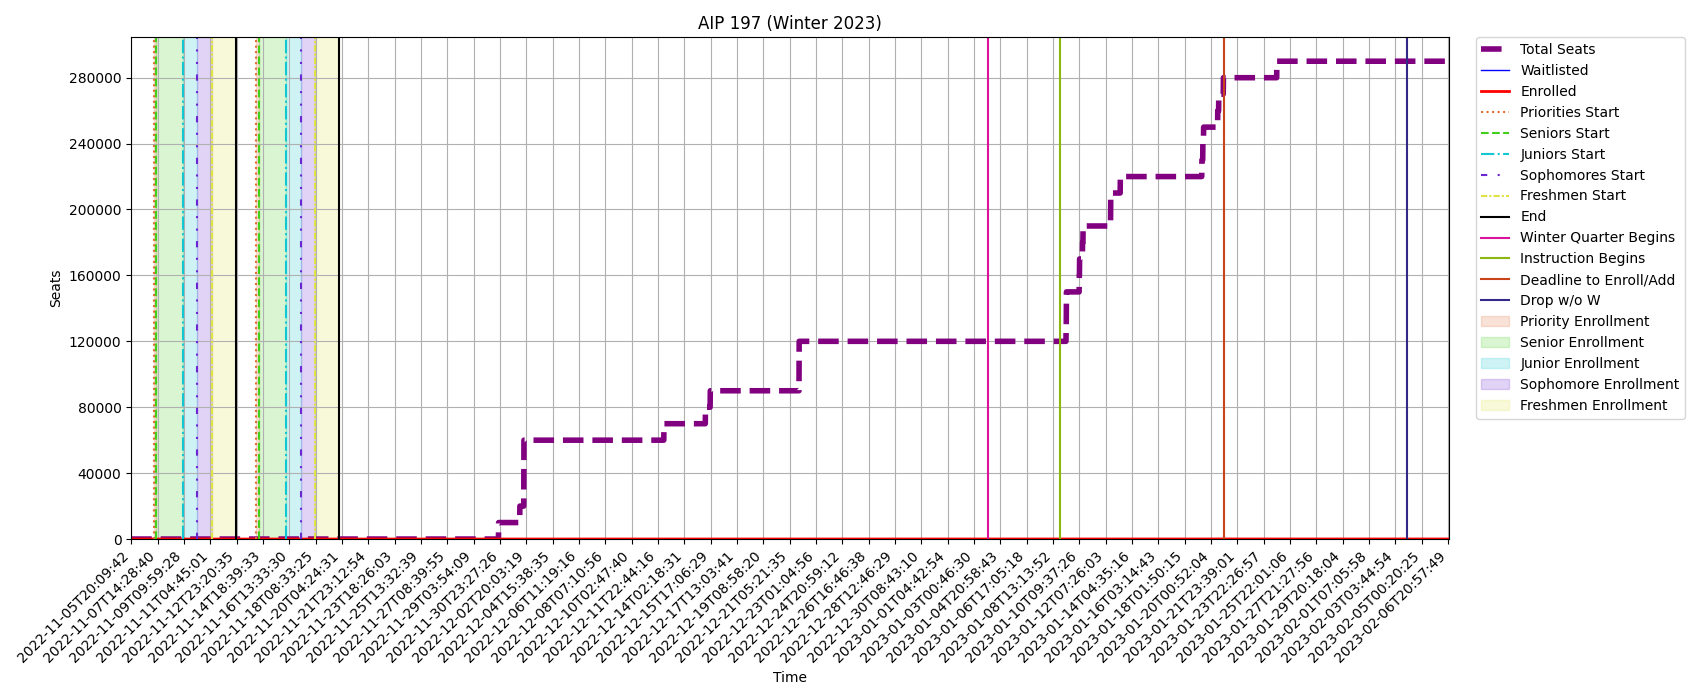 AIP 197 (Winter 2023)
Seats
280000
240000
200000
160000
120000
80000
40000
0
2022-11-05T20:09:42
2022-11-07T14:28:40
2022-11-09T09:59:28
2022-11-11T04:45:01
2022-11-12T23:20:35
2022-11-14T18:39:33
2022-11-16T13:33:30
2022-11-18T08:33:25
2022-11-20T04:24:31
2022-11-21T23:12:54
2022-11-23T18:26:03
2022-11-25T13:32:39
2022-11-27T08:39:55
2022-11-29T03:54:09
2022-11-30T23:27:26
2022-12-02T20:03:19
2022-12-04T15:38:35
2022-12-06T11:19:16
2022-12-08T07:10:56
2022-12-10T02:47:40
2022-12-11T22:44:16
2022-12-14T02:18:31
2022-12-15T17:06:29
2022-12-17T13:03:41
2022-12-19T08:58:20
2022-12-21T05:21:35
2022-12-23T01:04:56
2022-12-24T20:59:12
2022-12-26T16:46:38
2022-12-28T12:46:29
2022-12-30T08:43:10
2023-01-01T04:42:54
2023-01-03T00:46:30
2023-01-04T20:58:43
2023-01-06T17:05:18
2023-01-08T13:13:52
2023-01-10T09:37:26
2023-01-12T07:26:03
2023-01-14T04:35:16
2023-01-16T03:14:43
2023-01-18T01:50:15
2023-01-20T00:52:04
2023-01-21T23:39:01
2023-01-23T22:26:57
2023-01-25T22:01:06
2023-01-27T21:27:56
2023-01-29T20:18:04
2023-02-01T07:05:58
2023-02-03T03:44:54
2023-02-05T00:20:25
2023-02-06T20:57:49
Time
Total Seats
Waitlisted
Enrolled
Priorities Start
Seniors Start
Juniors Start
Sophomores Start
Freshmen Start
End
Winter Quarter Begins
Instruction Begins
Deadline to Enroll/Add
Drop w/o W
Priority Enrollment
Senior Enrollment
Junior Enrollment
Sophomore Enrollment
Freshmen Enrollment